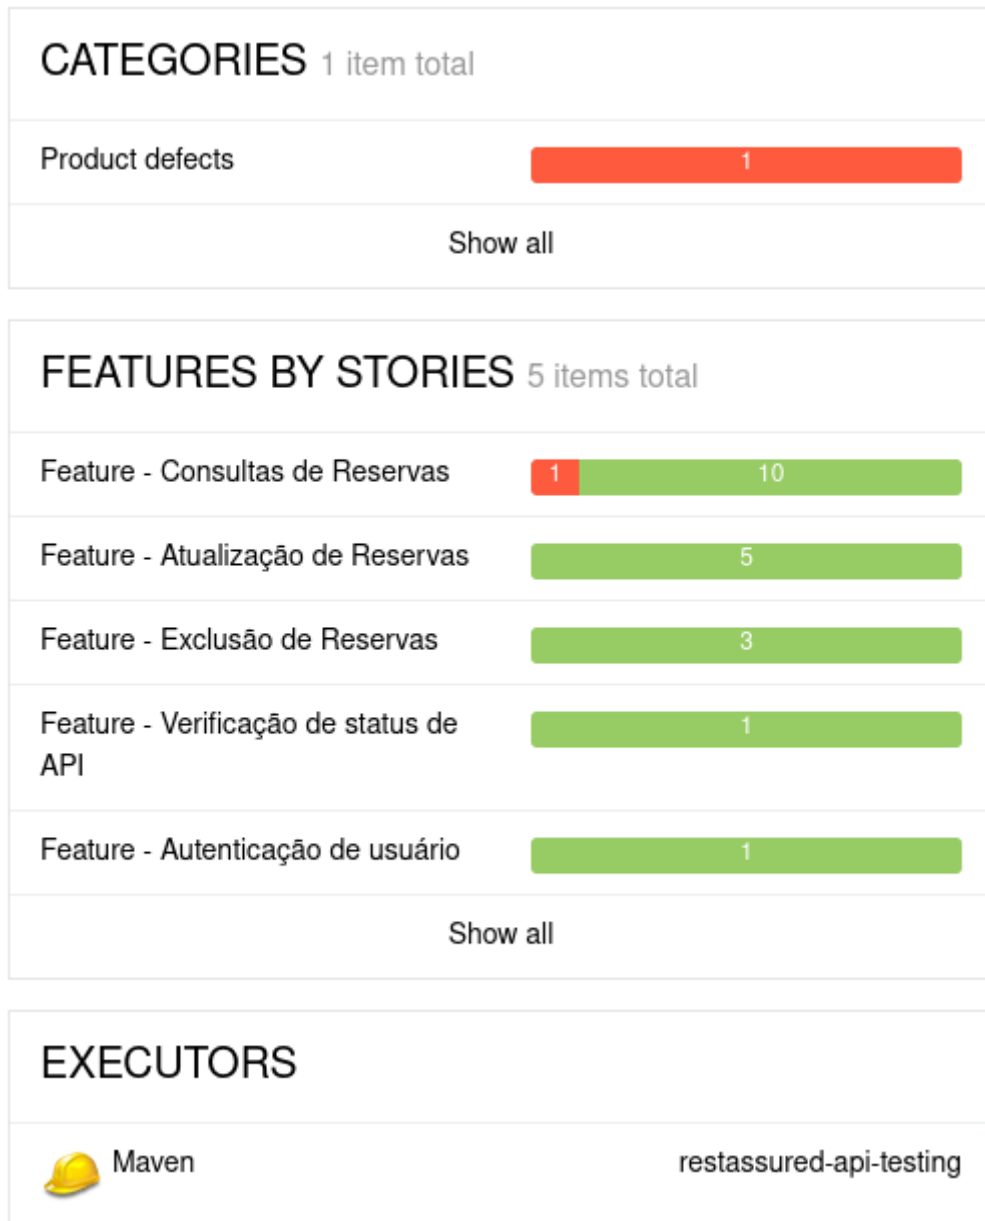 CATEGORIES 1 item total
Product defects 1
Show all
FEATURES BY STORIES 5 items total
Feature - Consultas de Reservas 1 10
Feature - Atualização de Reservas 5
Feature - Exclusão de Reservas 3
Feature - Verificação de status de 1
API
Feature - Autenticação de usuário 1
Show all
EXECUTORS
Maven restassured-api-testing